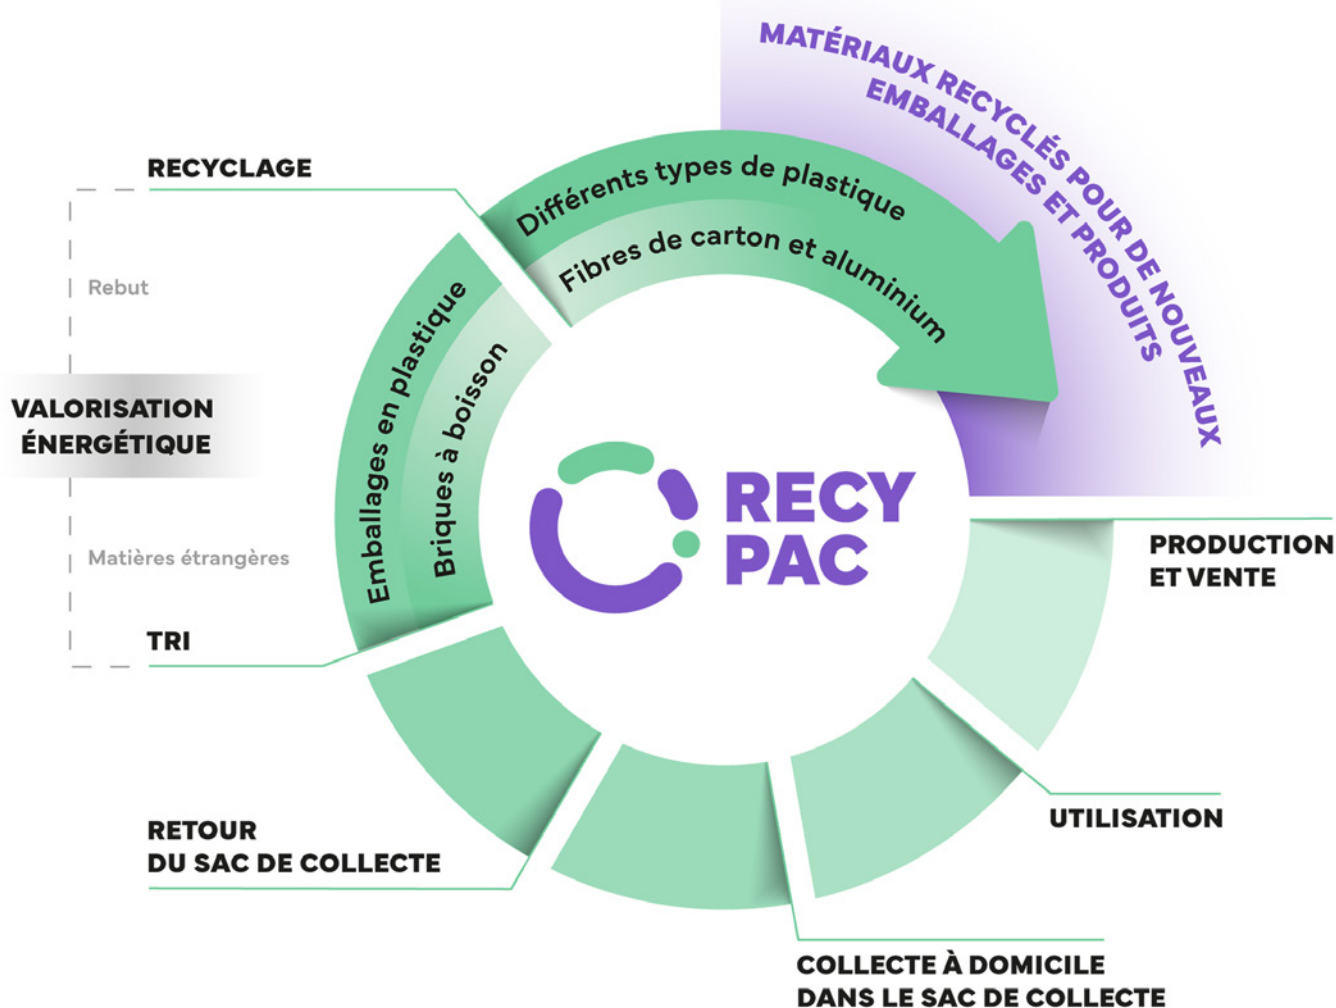 MATÉRIAUX RECYCLÉS POUR DE NOUVEAUX
EMBALLAGES ET PRODUITS
RECYCLAGE
Différents types de plastique
Fibres de carton et aluminium
Rebut
Emballages en plastique
Briques à boisson
VALORISATION
ÉNERGÉTIQUE
RECY
PAC
Matières étrangères
PRODUCTION
ET VENTE
TRI
UTILISATION
RETOUR
DU SAC DE COLLECTE
COLLECTE À DOMICILE
DANS LE SAC DE COLLECTE